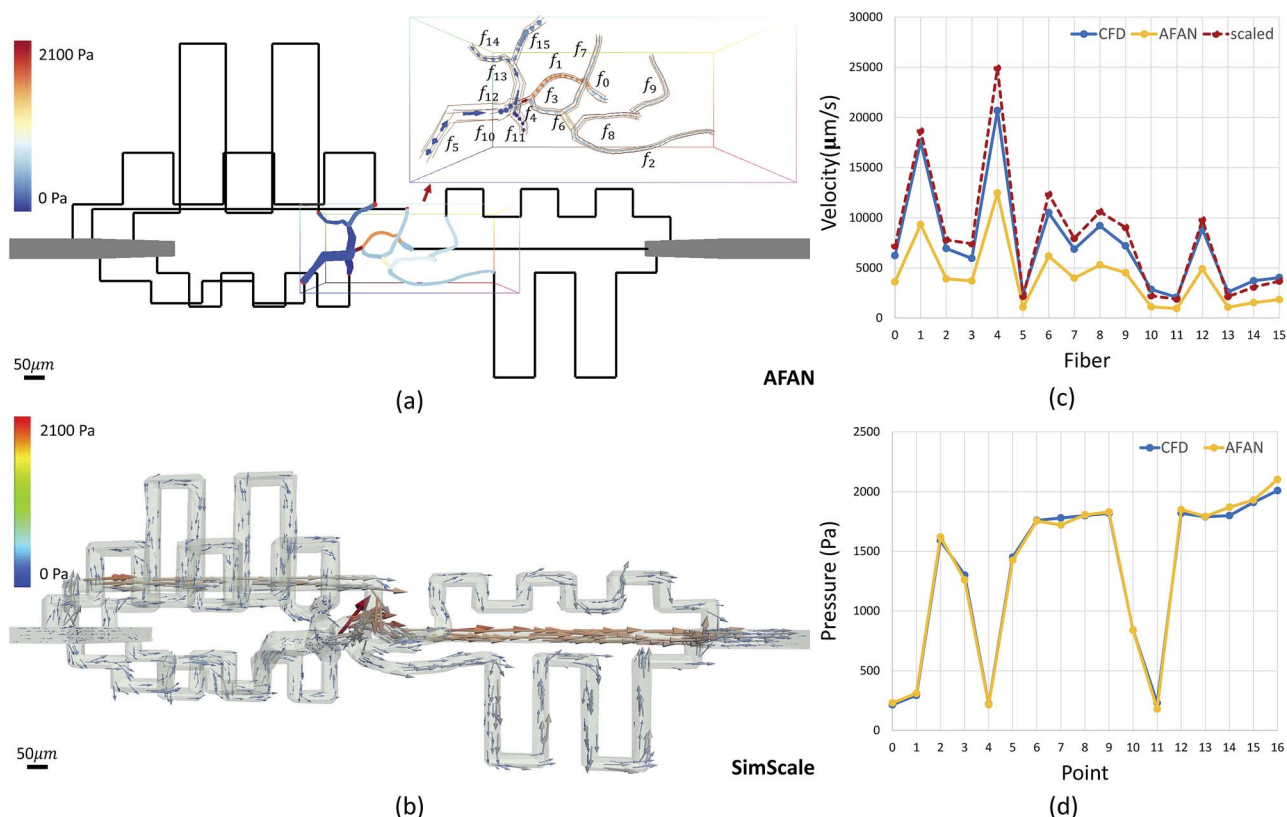 2100 Pa
0 Pa
f14
f15
f7
f13
f1
f0
f12
f3
f9
f4
f5
f10
f11
f6
f8
f2
50μm
AFAN
(a)
2100 Pa
0 Pa
50μm
SimScale
(b)
CFD AFAN scaled
Velocity(μm/s)
30000
25000
20000
15000
10000
5000
0
0 1 2 3 4 5 6 7 8 9 10 11 12 13 14 15
Fiber
(c)
CFD AFAN
Pressure (Pa)
2500
2000
1500
1000
500
0
0 1 2 3 4 5 6 7 8 9 10 11 12 13 14 15 16
Point
(d)